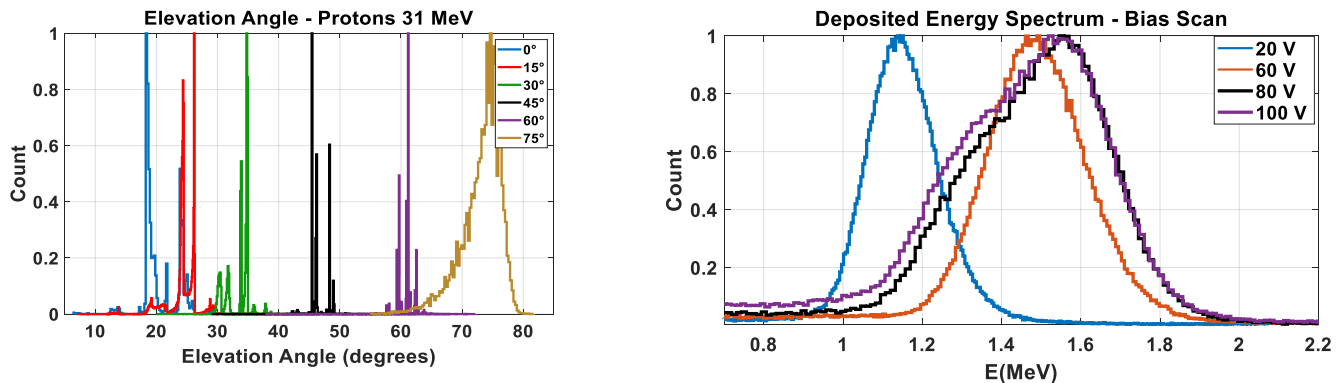 Elevation Angle - Protons 31 MeV
1
0.8
0.6
0.4
0.2
0
Count
10 20 30 40 50 60 70 80
Elevation Angle (degrees)
0°
15°
30°
45°
60°
75°
Deposited Energy Spectrum - Bias Scan
1
0.8
0.6
0.4
0.2
Count
0.8 1 1.2 1.4 1.6 1.8 2 2.2
E(MeV)
20 V
60 V
80 V
100 V